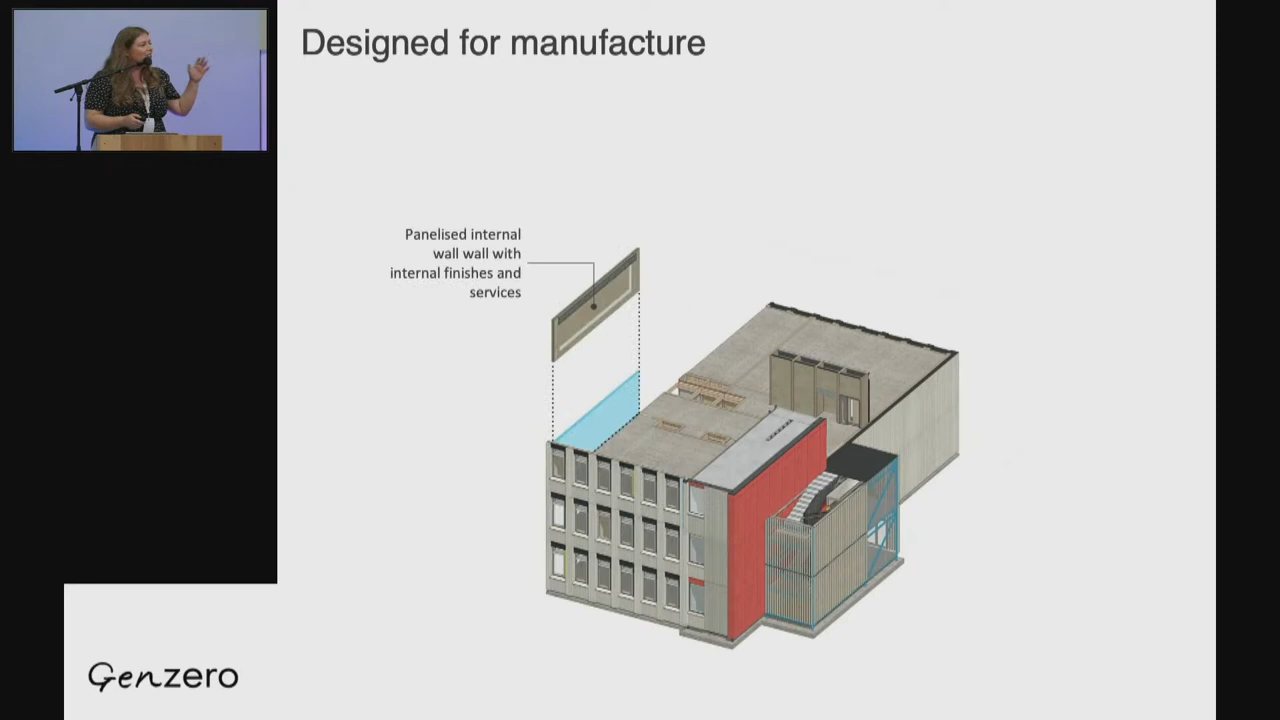 Designed for manufacture
Panelised internal
wall wall with
internal finishes and
services
Genzero